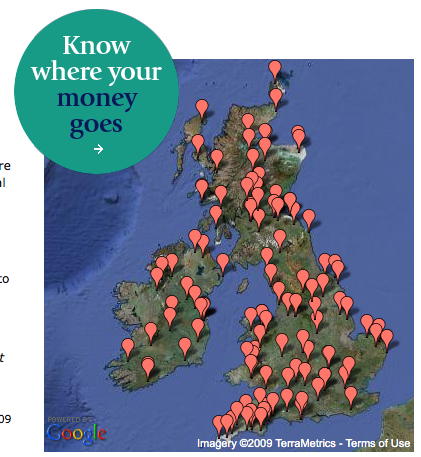 Know
where your
money
goes
→
re
al
to
t
09
POWERED BY
Google
Imagery ©2009 TerraMetrics - Terms of Use